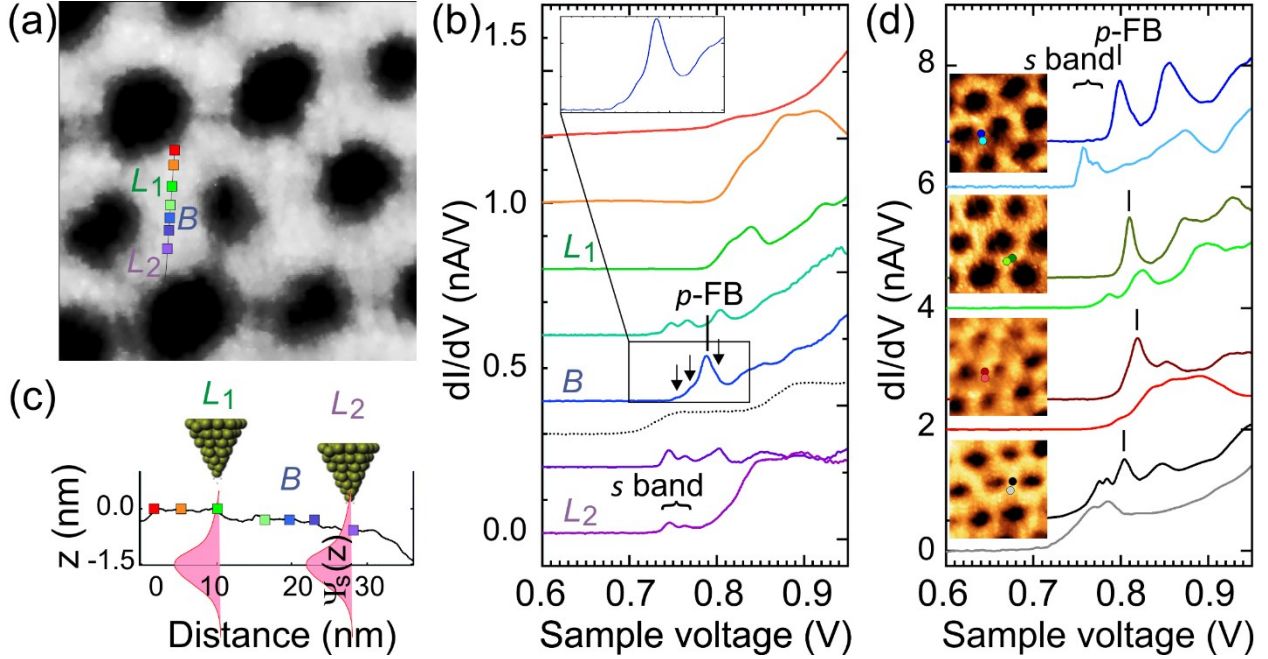 (a)
L1
B
L2
(b)
dI/dV (nA/V)
1.5
1.0
0.5
0.0
L1
p-FB
B
s band
L2
0.6
0.7
0.8
0.9
Sample voltage (V)
(c)
L1
L2
B
z (nm)
0.0
-1.5
0
10
20
30
Ψs(z)
Distance (nm)
(d)
dI/dV (nA/V)
8
6
4
2
0
p-FB
s band
0.6
0.7
0.8
0.9
Sample voltage (V)